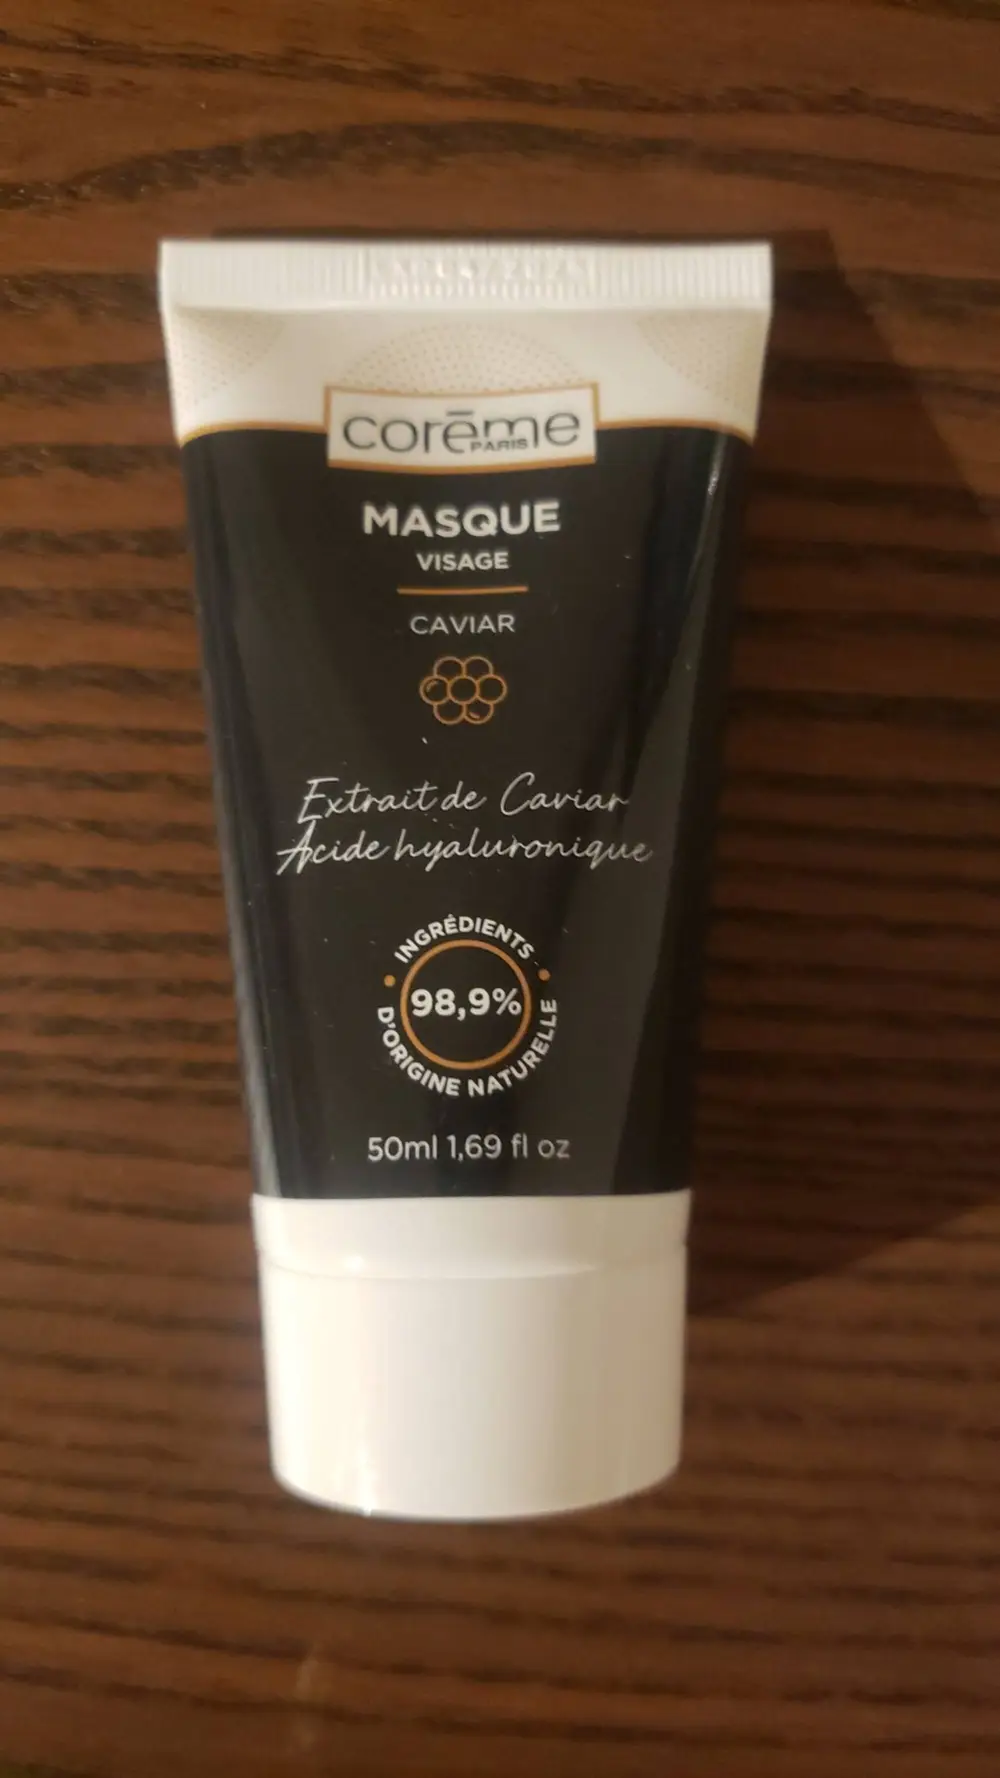 corēme
PARIS
MASQUE
VISAGE
CAVIAR
Extrait de Caviar
Acide hyaluronique
INGRÉDIENTS
98,9%
D'ORIGINE NATURELLE
50ml 1,69 fl oz